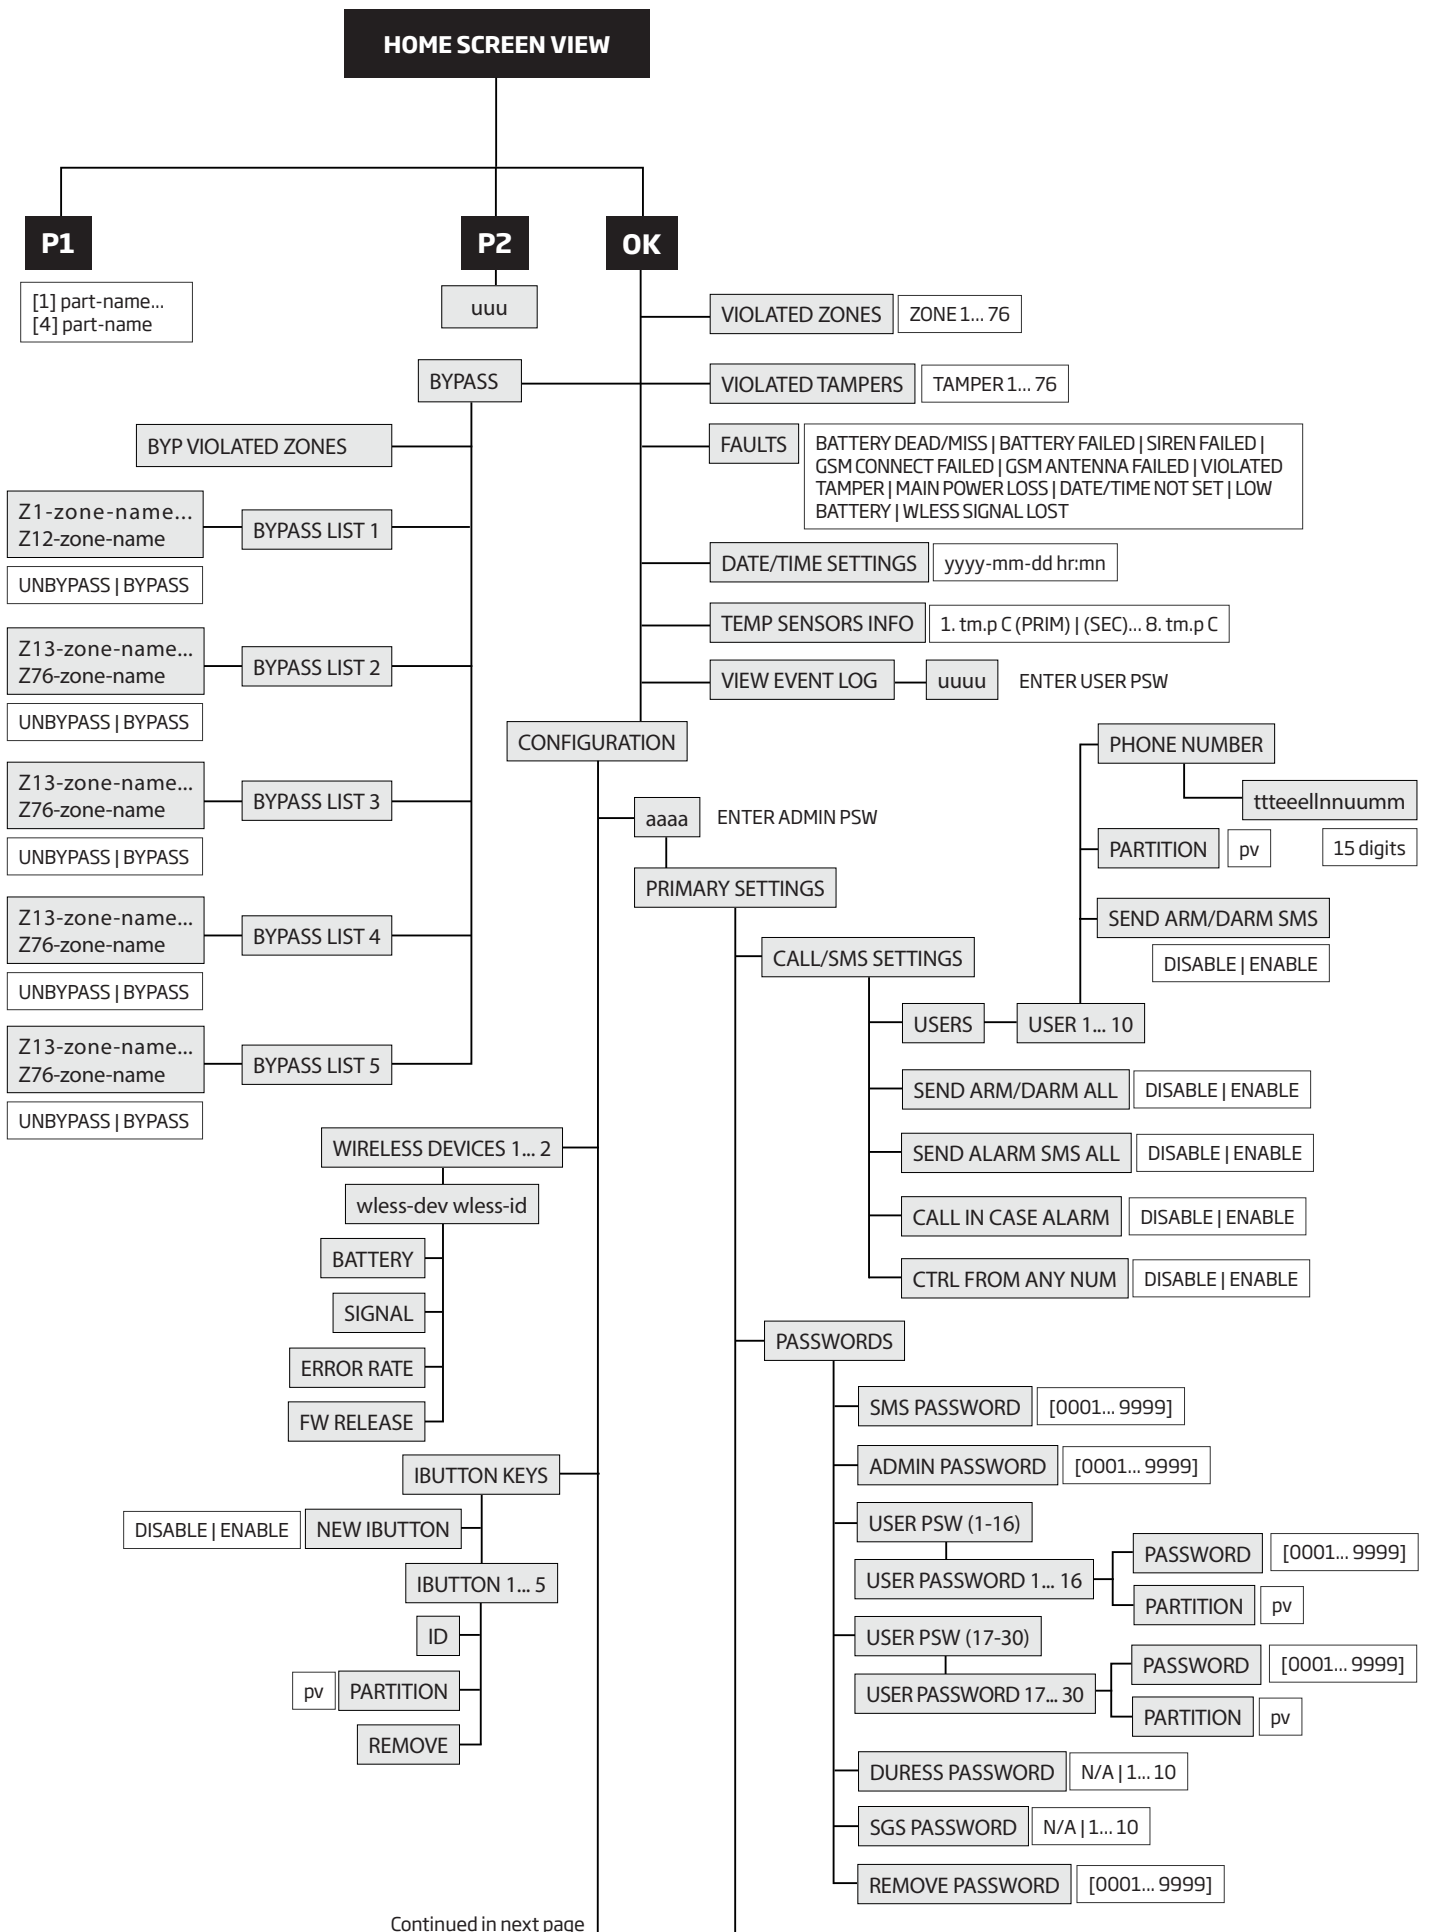 HOME SCREEN VIEW
P1
P2
OK
[1] part-name...
[4] part-name
uuu
VIOLATED ZONES
ZONE 1... 76
BYPASS
VIOLATED TAMPERS
TAMPER 1... 76
BYP VIOLATED ZONES
FAULTS
BATTERY DEAD/MISS | BATTERY FAILED | SIREN FAILED |
GSM CONNECT FAILED | GSM ANTENNA FAILED | VIOLATED
TAMPER | MAIN POWER LOSS | DATE/TIME NOT SET | LOW
BATTERY | WLESS SIGNAL LOST
Z1-zone-name...
Z12-zone-name
BYPASS LIST 1
UNBYPASS | BYPASS
DATE/TIME SETTINGS
yyyy-mm-dd hr:mn
TEMP SENSORS INFO
1. tm.p C (PRIM) | (SEC)... 8. tm.p C
Z13-zone-name...
Z76-zone-name
BYPASS LIST 2
UNBYPASS | BYPASS
VIEW EVENT LOG
uuuu
ENTER USER PSW
CONFIGURATION
Z13-zone-name...
Z76-zone-name
BYPASS LIST 3
UNBYPASS | BYPASS
aaaa
ENTER ADMIN PSW
PRIMARY SETTINGS
PHONE NUMBER
ttteeellnnuumm
PARTITION
pv
15 digits
SEND ARM/DARM SMS
DISABLE | ENABLE
Z13-zone-name...
Z76-zone-name
BYPASS LIST 4
UNBYPASS | BYPASS
CALL/SMS SETTINGS
USERS
USER 1... 10
Z13-zone-name...
Z76-zone-name
BYPASS LIST 5
UNBYPASS | BYPASS
SEND ARM/DARM ALL
DISABLE | ENABLE
SEND ALARM SMS ALL
DISABLE | ENABLE
CALL IN CASE ALARM
DISABLE | ENABLE
CTRL FROM ANY NUM
DISABLE | ENABLE
WIRELESS DEVICES 1... 2
wless-dev wless-id
BATTERY
SIGNAL
ERROR RATE
FW RELEASE
PASSWORDS
SMS PASSWORD
[0001... 9999]
ADMIN PASSWORD
[0001... 9999]
USER PSW (1-16)
USER PASSWORD 1... 16
PASSWORD
[0001... 9999]
PARTITION
pv
USER PSW (17-30)
USER PASSWORD 17... 30
PASSWORD
[0001... 9999]
PARTITION
pv
DURESS PASSWORD
N/A | 1... 10
SGS PASSWORD
N/A | 1... 10
REMOVE PASSWORD
[0001... 9999]
IBUTTON KEYS
DISABLE | ENABLE
NEW IBUTTON
IBUTTON 1... 5
ID
pv
PARTITION
REMOVE
Continued in next page